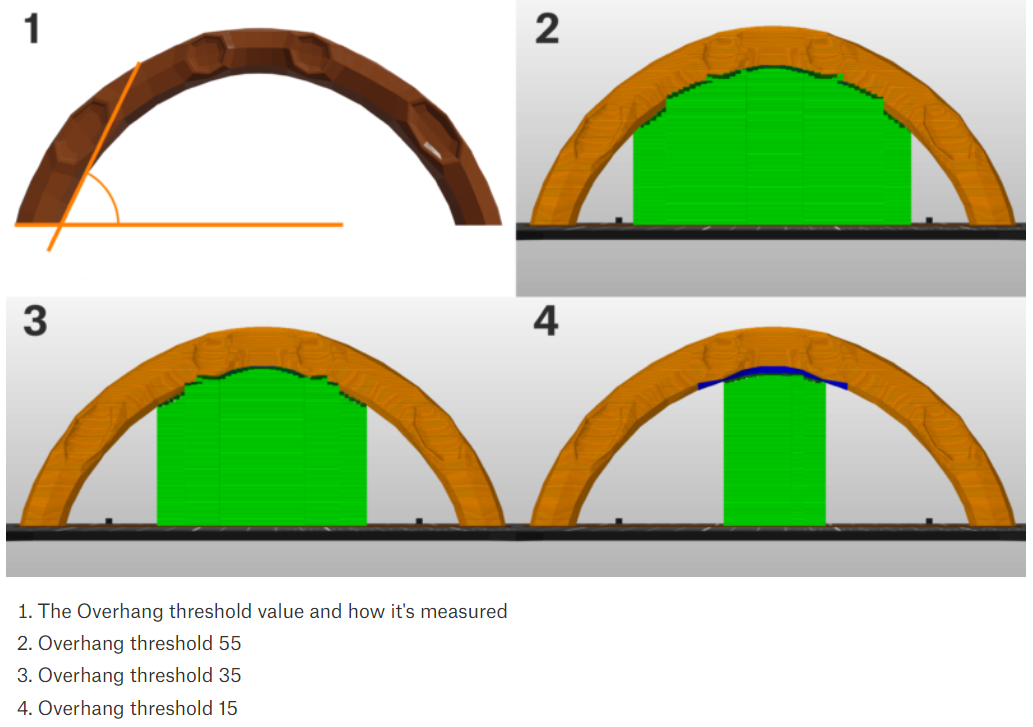 1
2
3
4
1. The Overhang threshold value and how it's measured
2. Overhang threshold 55
3. Overhang threshold 35
4. Overhang threshold 15